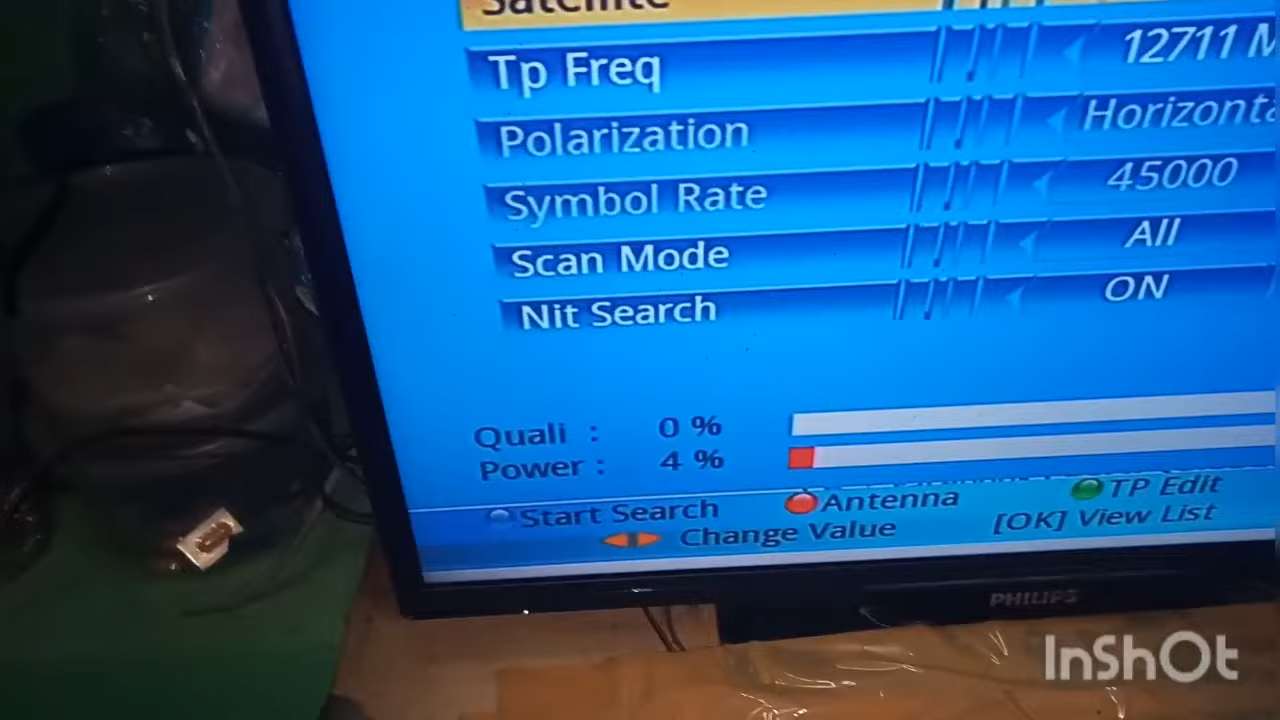 Satellite
Tp Freq 12711 M
Polarization Horizonta
Symbol Rate 45000
Scan Mode All
Nit Search ON
Quali : 0 %
Power : 4 %
Start Search Antenna TP Edit
Change Value [OK] View List
PHILIPS
InShOt